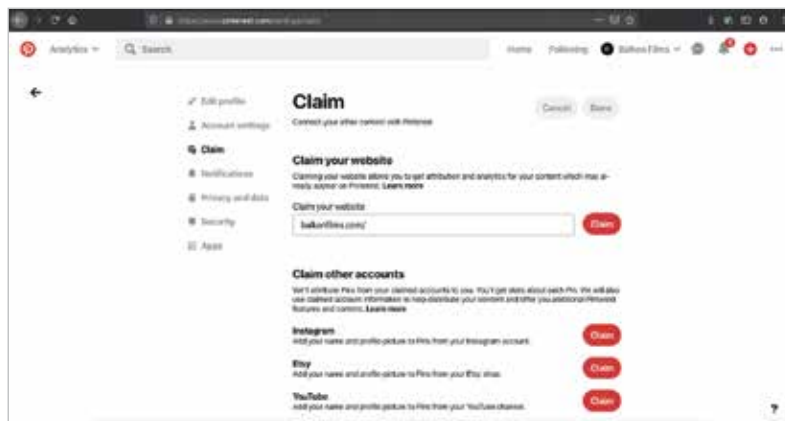 pinterest.com
Analytics
Search
Home
Following
Balkon Films
Edit profile
Account settings
Claim
Notifications
Privacy and data
Security
Apps
Claim
Connect your other content with Pinterest
Cancel
Done
Claim your website
Claiming your website allows you to get attribution and analytics for your content which may al-
ready appear on Pinterest. Learn more
Claim your website
balkonfilms.com/
Claim
Claim other accounts
We'll attribute Pins from your claimed accounts to you. You'll get stats about each Pin. We will also
use claimed account information to help distribute your content and offer you additional Pinterest
features and controls. Learn more
Instagram
Add your name and profile picture to Pins from your Instagram account.
Claim
Etsy
Add your name and profile picture to Pins from your Etsy shop.
Claim
YouTube
Add your name and profile picture to Pins from your YouTube channel.
Claim
?